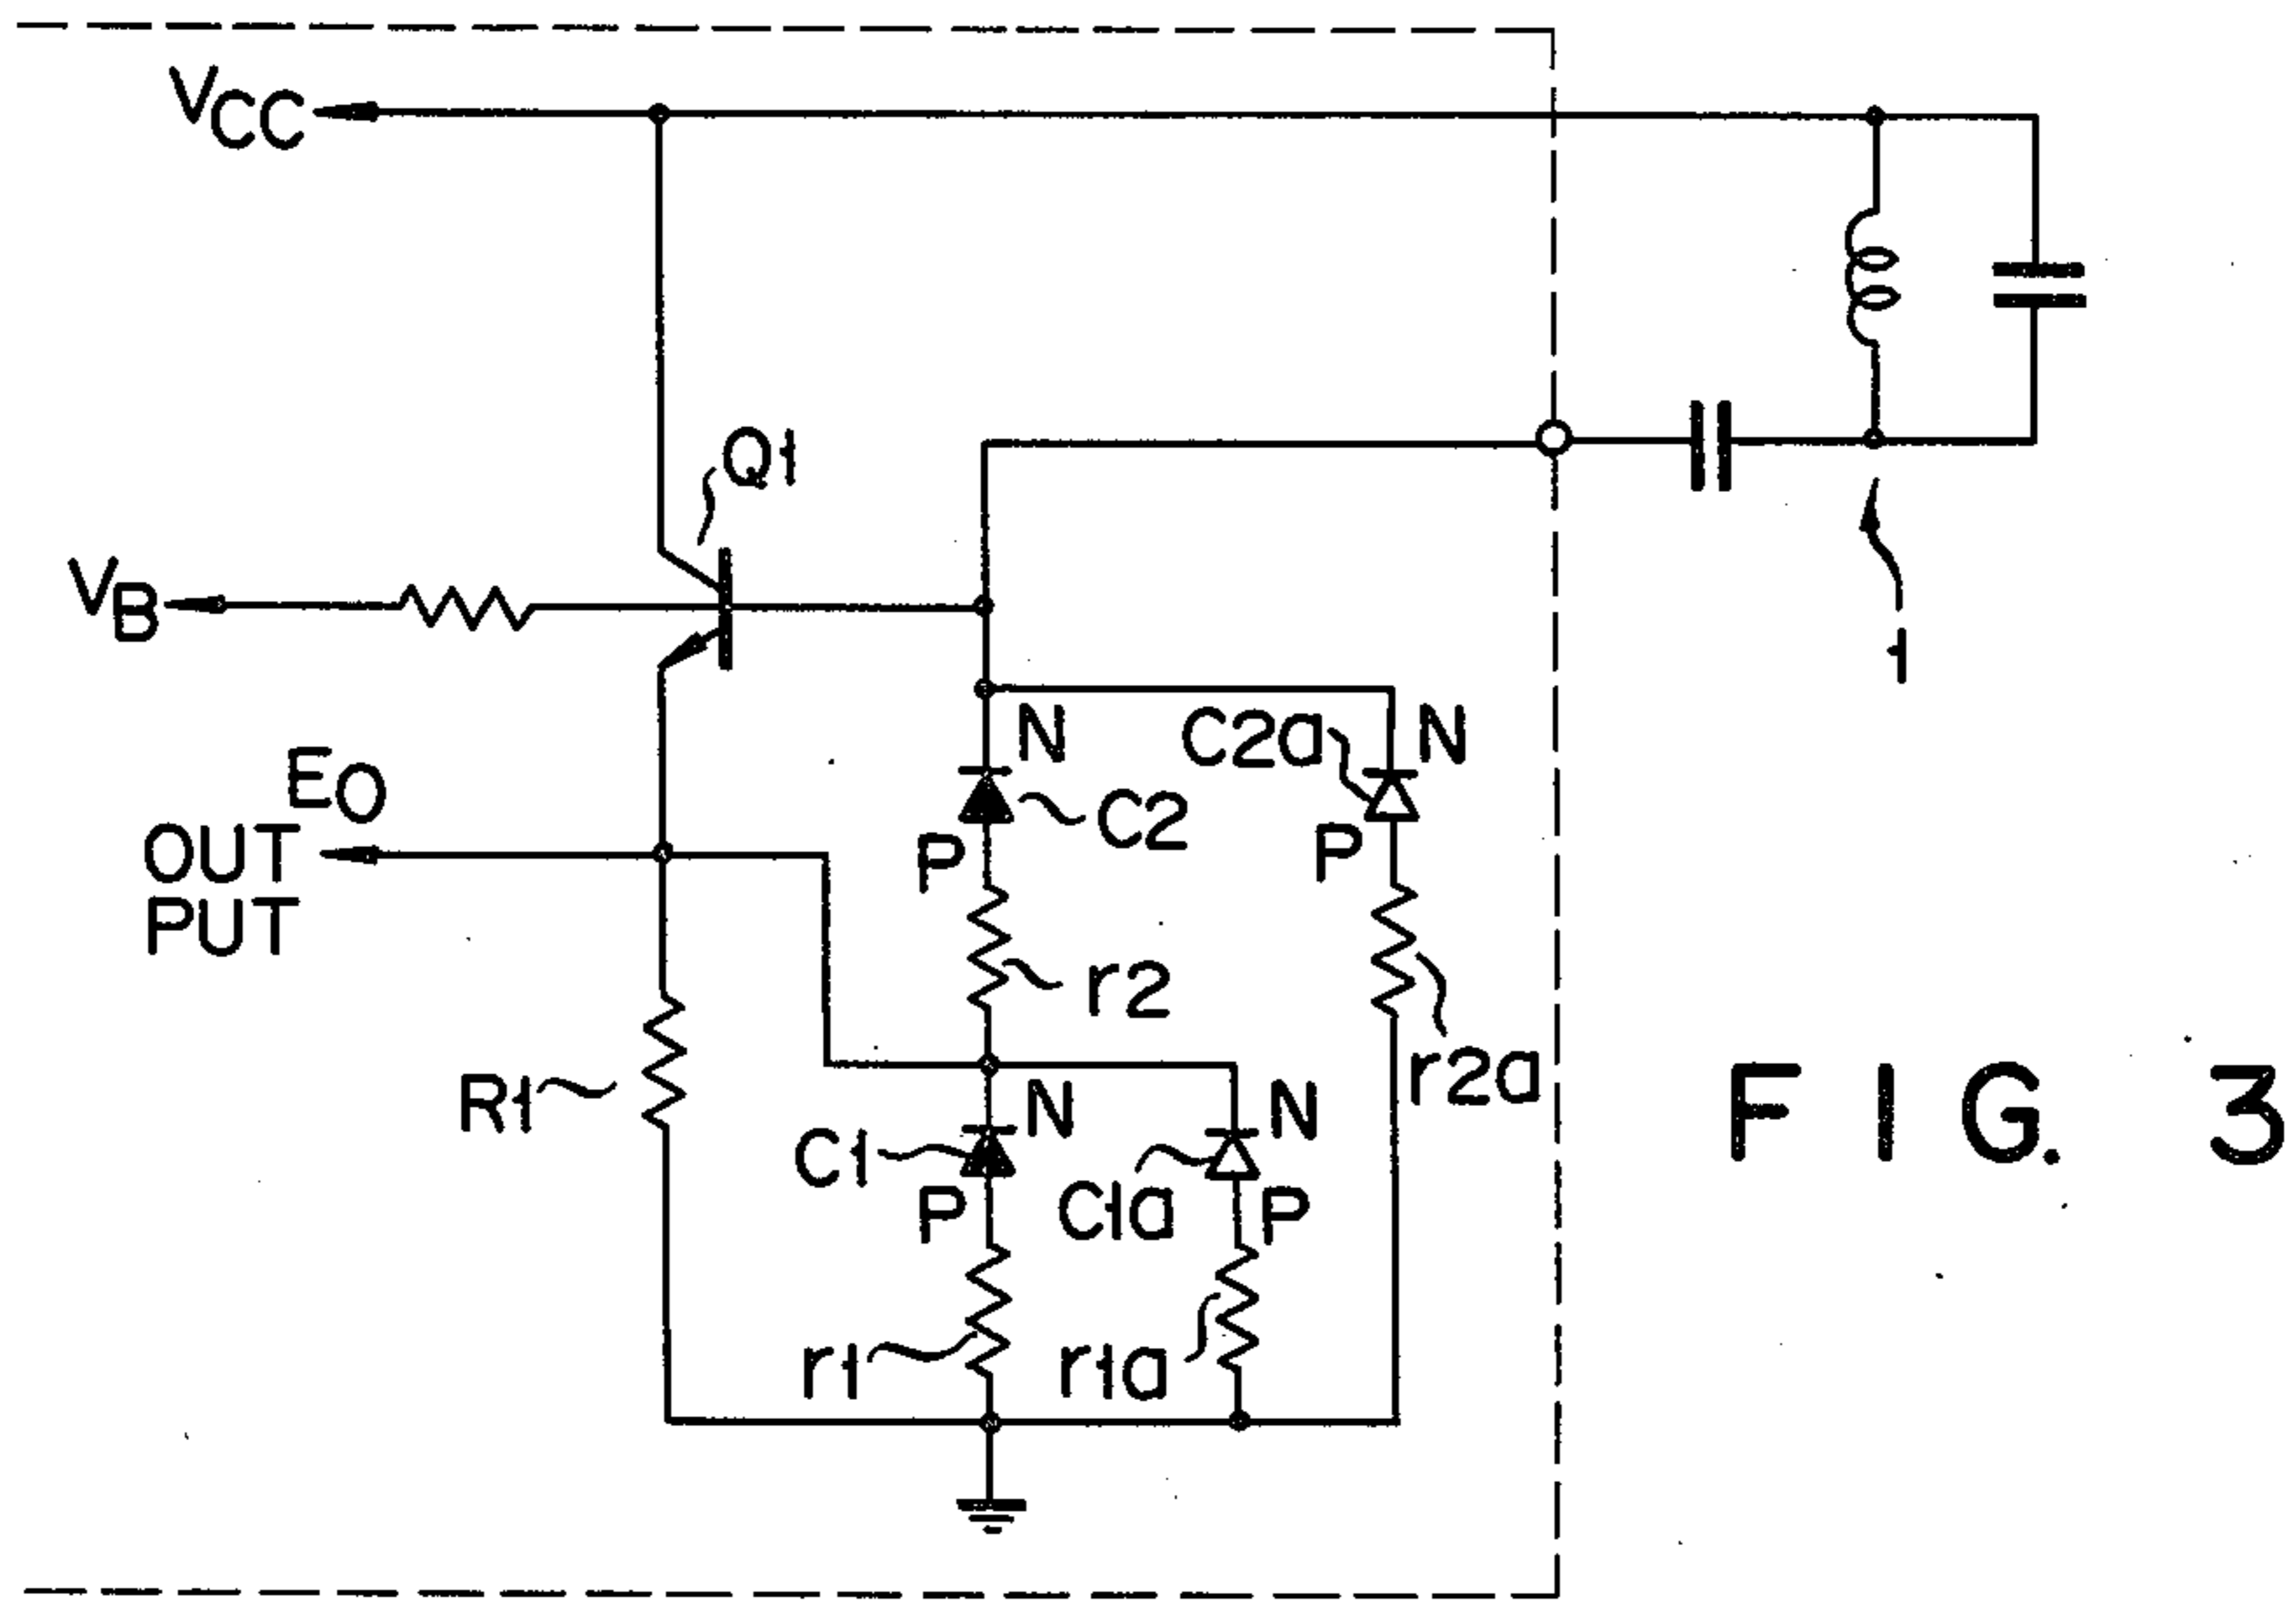 VCC
Q1
VB
1
N
C2a
N
EO
C2
OUT
PUT
P
P
r2
r2a
R1
N
N
FIG. 3
C1
P
C1a
P
r1
r1a